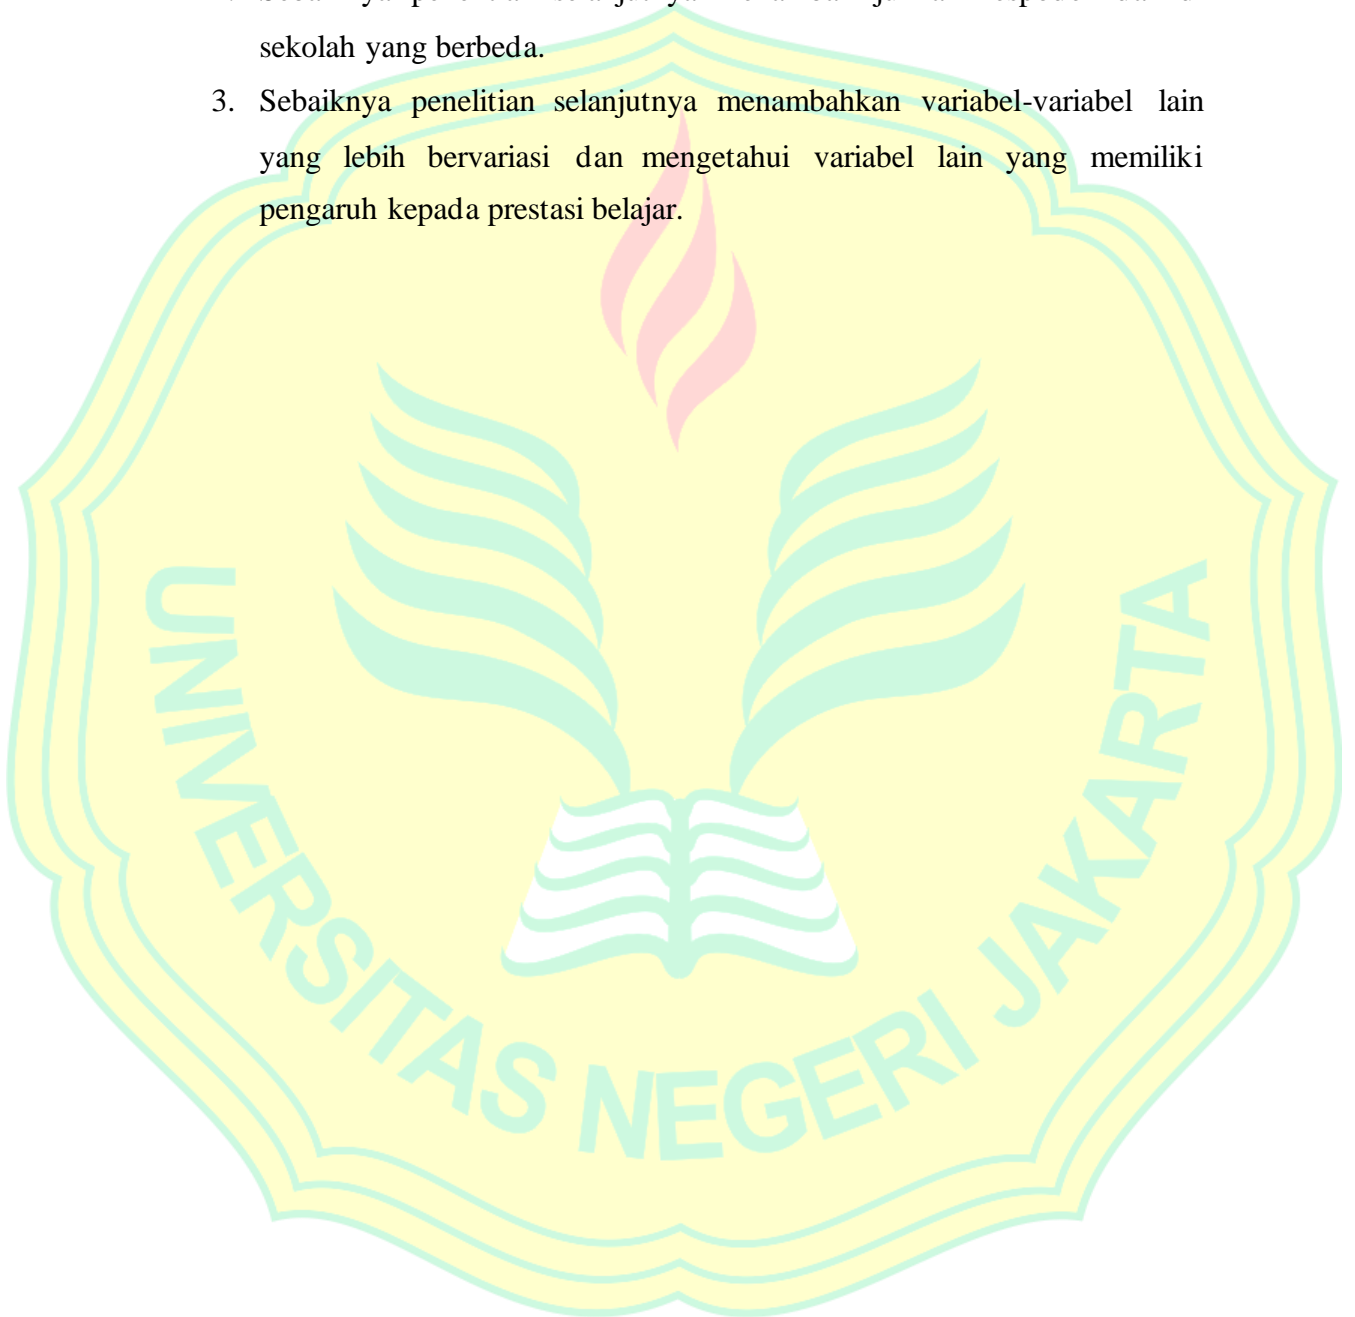 sekolah yang berbeda.
3. Sebaiknya penelitian selanjutnya menambahkan variabel-variabel lain
yang lebih bervariasi dan mengetahui variabel lain yang memiliki
pengaruh kepada prestasi belajar.
UNIVERSITAS NEGERI JAKARTA